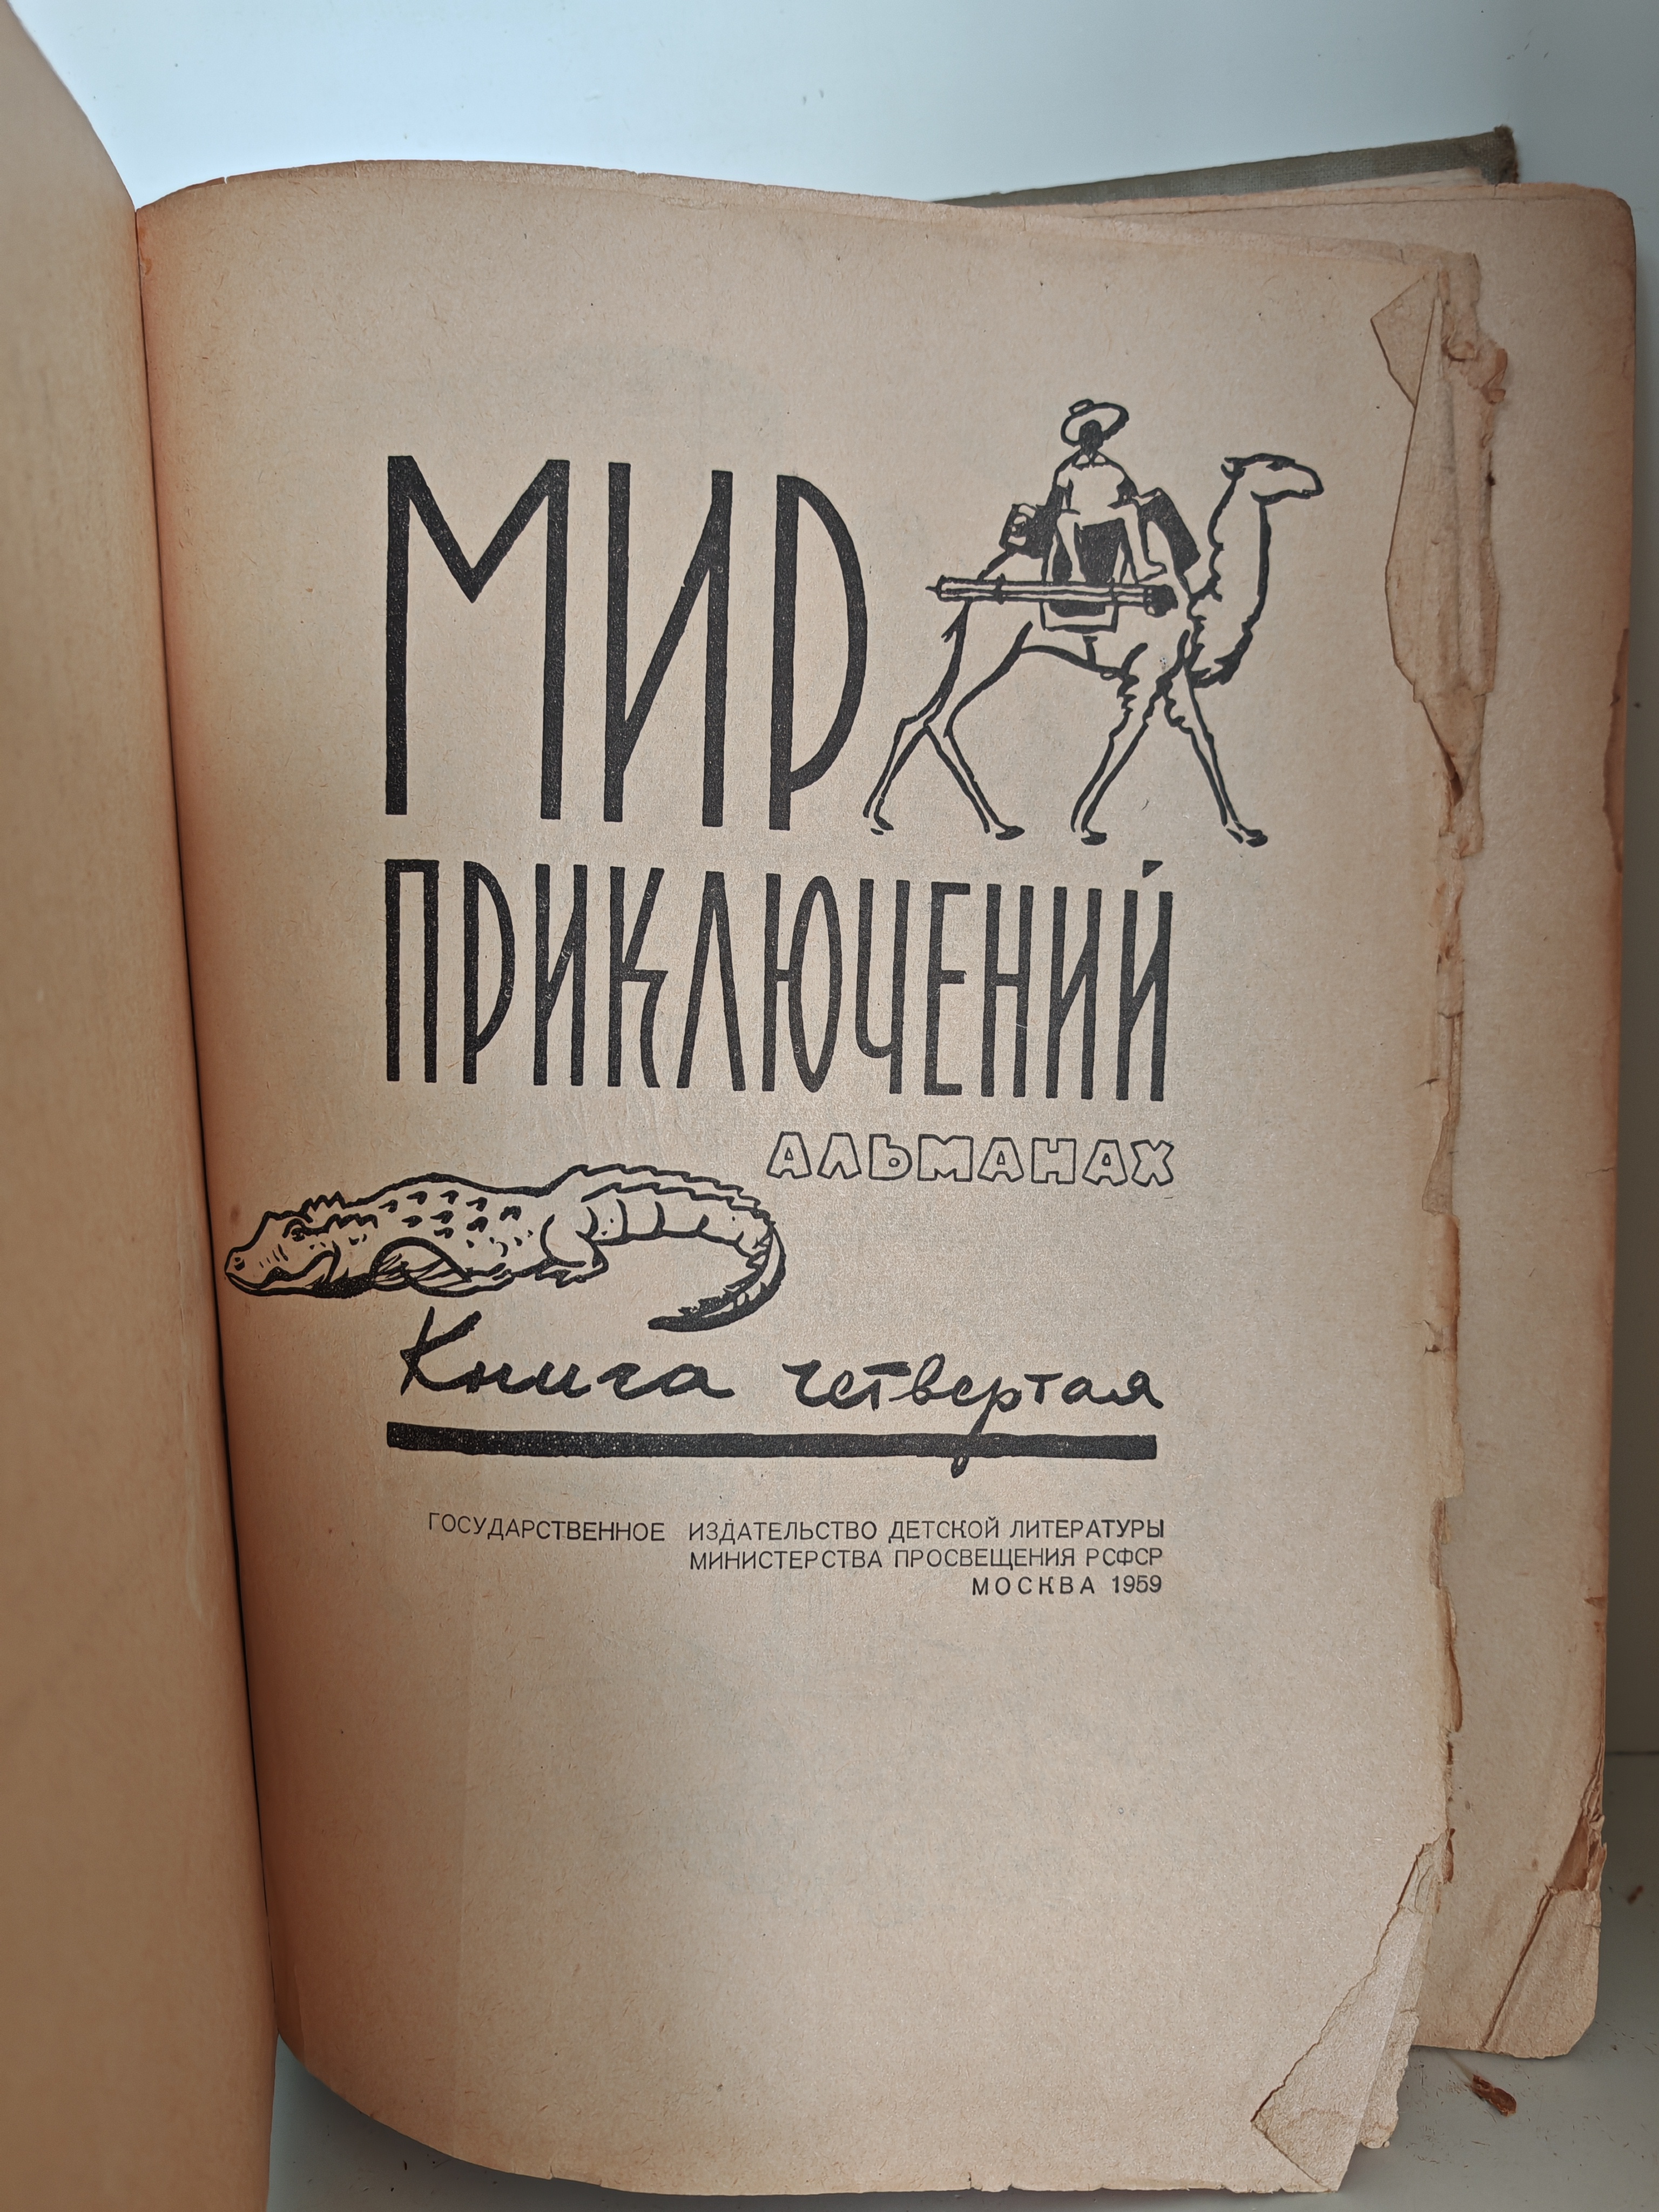 МИР
ПРИКЛЮЧЕНИЙ
АЛЬМАНАХ
Книга четвертая
ГОСУДАРСТВЕННОЕ ИЗДАТЕЛЬСТВО ДЕТСКОЙ ЛИТЕРАТУРЫ
МИНИСТЕРСТВА ПРОСВЕЩЕНИЯ РСФСР
МОСКВА 1959